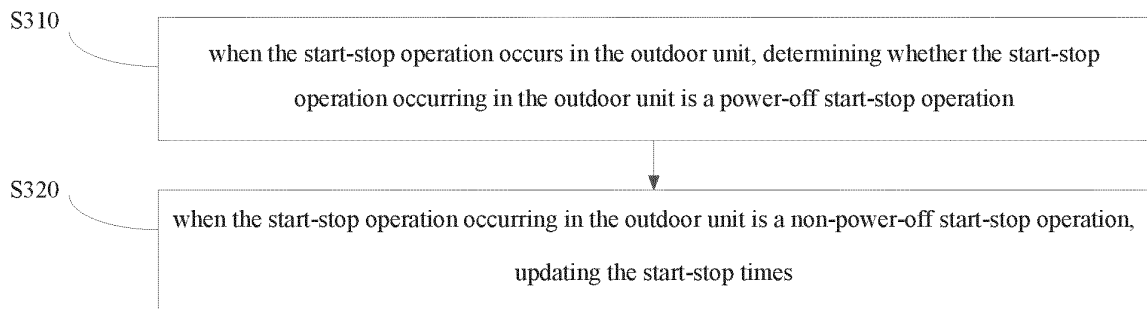 S310
when the start-stop operation occurs in the outdoor unit, determining whether the start-stop
operation occurring in the outdoor unit is a power-off start-stop operation
S320
when the start-stop operation occurring in the outdoor unit is a non-power-off start-stop operation,
updating the start-stop times